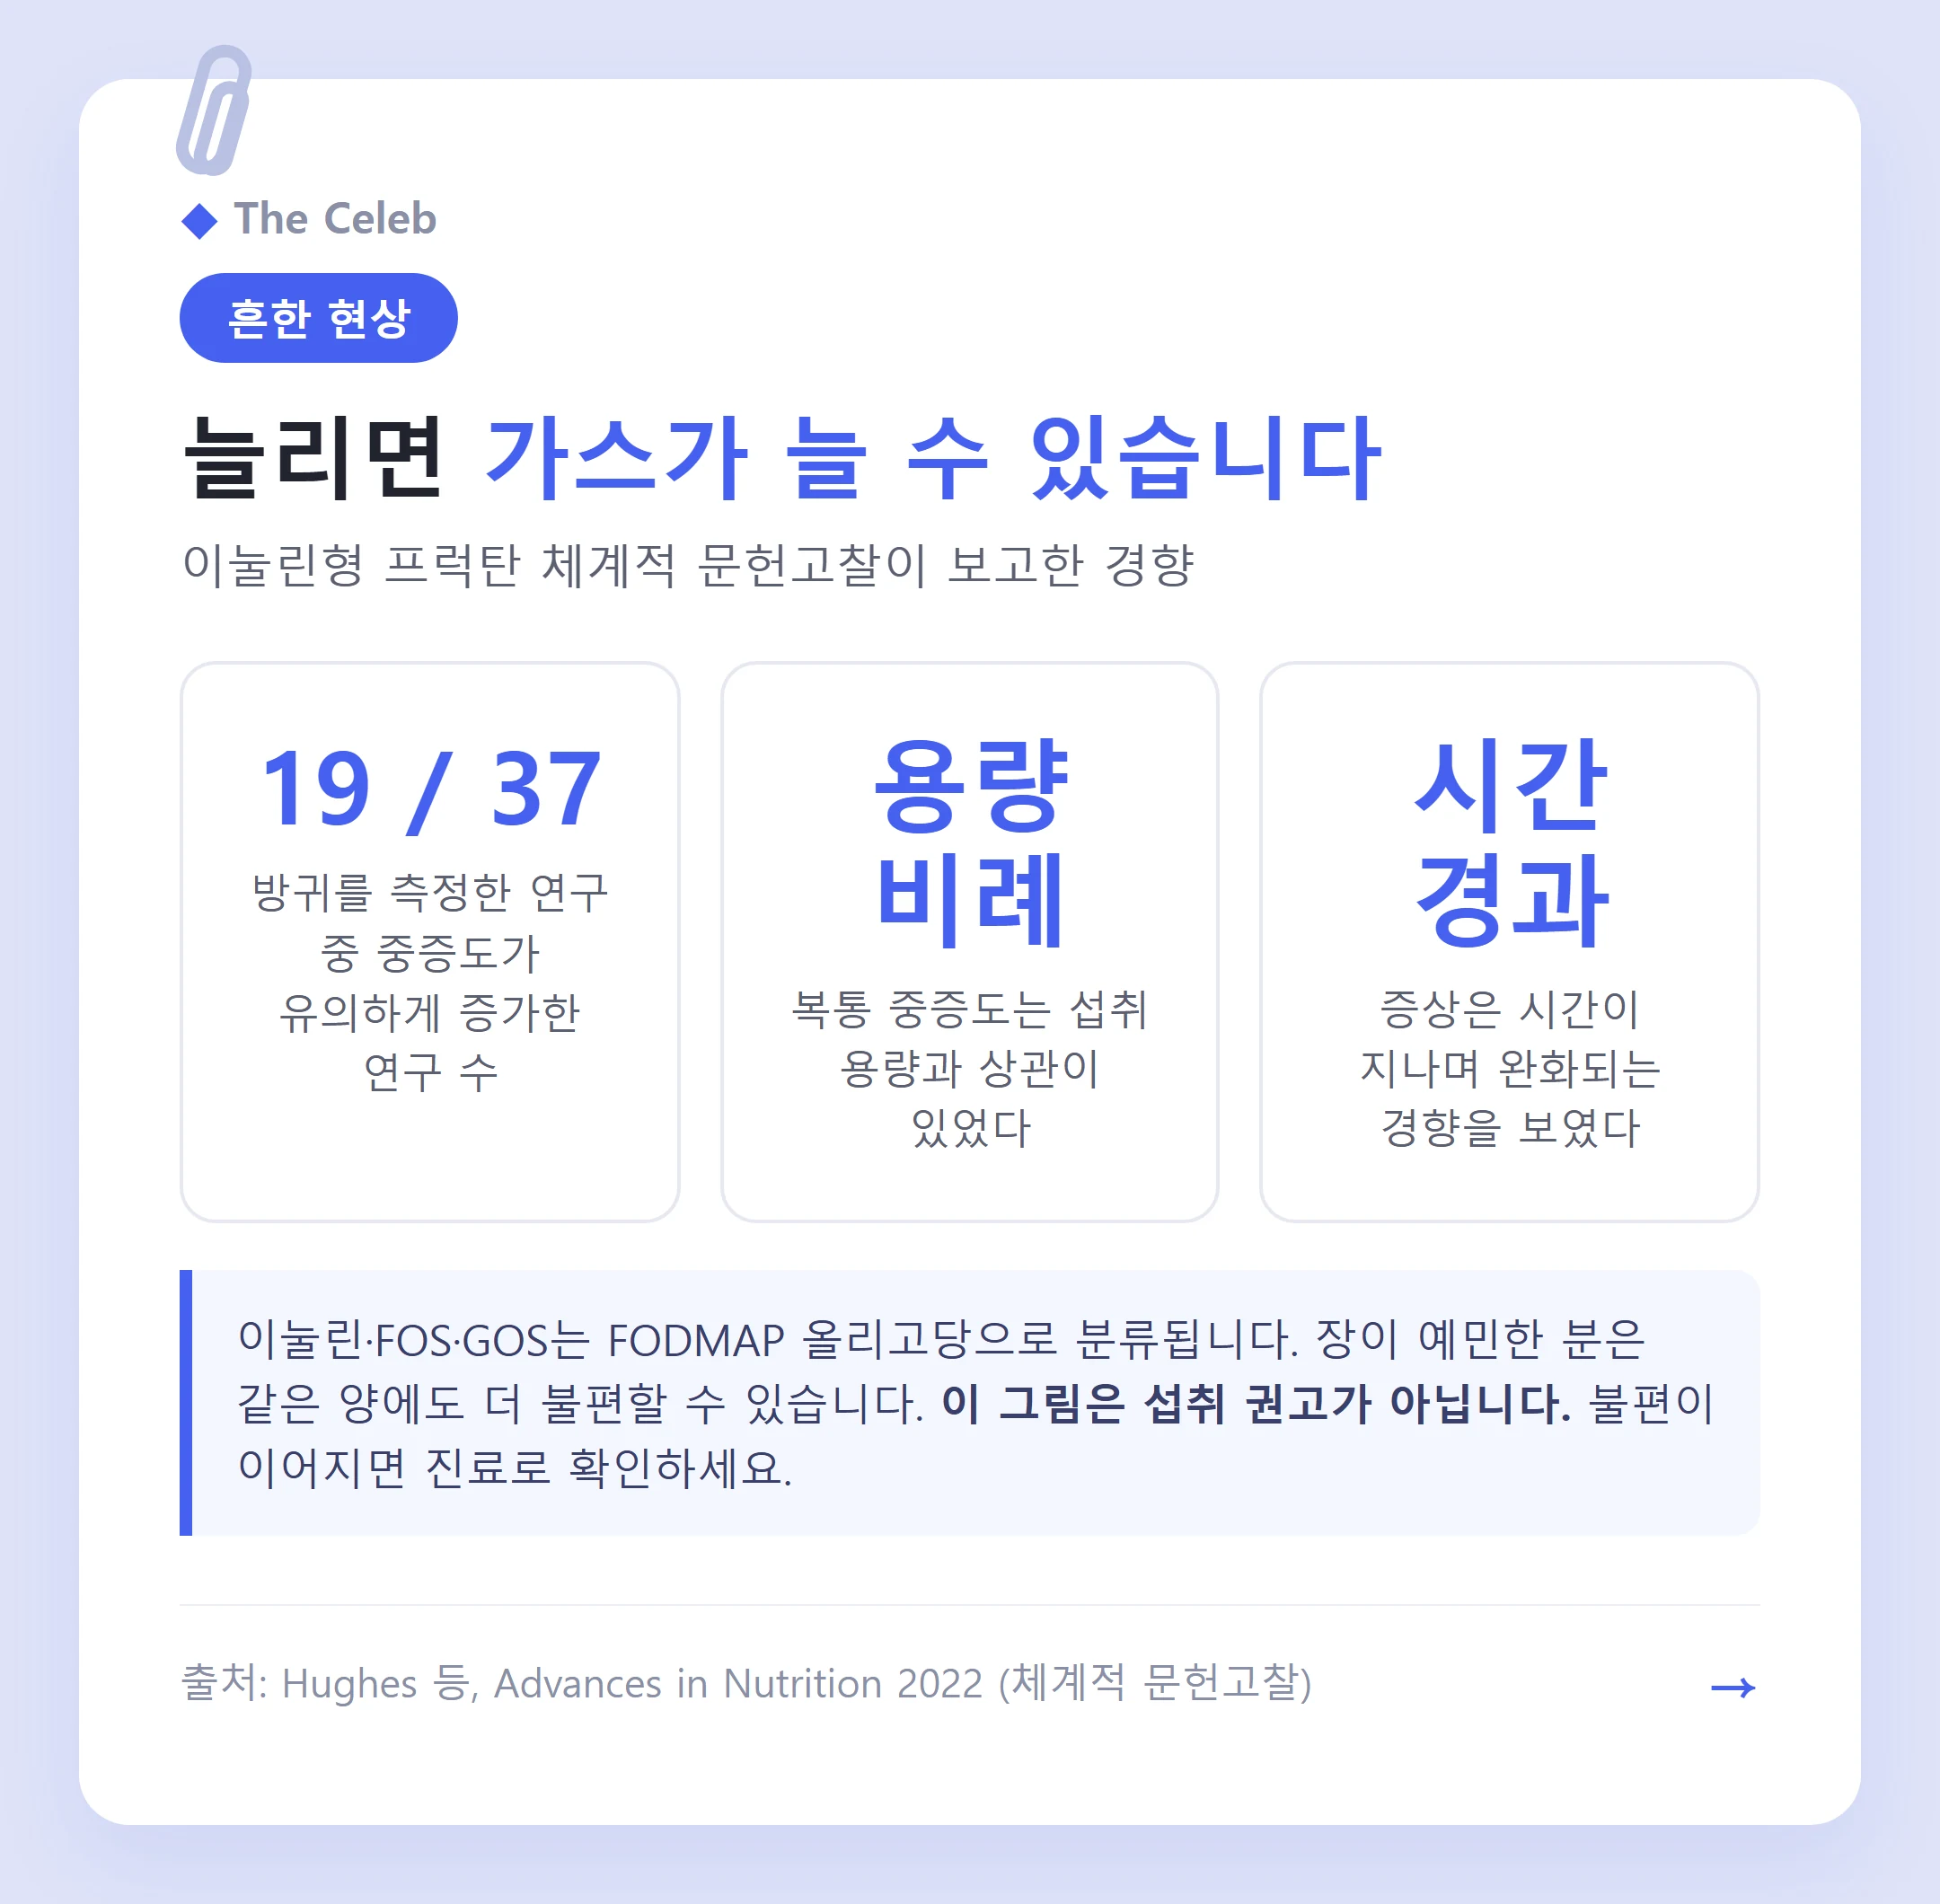 The Celeb
흔한 현상
늘리면 가스가 늘 수 있습니다
이눌린형 프럭탄 체계적 문헌고찰이 보고한 경향
19 / 37
방귀를 측정한 연구
중 중증도가
유의하게 증가한
연구 수
용량
비례
복통 중증도는 섭취
용량과 상관이
있었다
시간
경과
증상은 시간이
지나며 완화되는
경향을 보였다
이눌린·FOS·GOS는 FODMAP 올리고당으로 분류됩니다. 장이 예민한 분은
같은 양에도 더 불편할 수 있습니다. 이 그림은 섭취 권고가 아닙니다. 불편이
이어지면 진료로 확인하세요.
출처: Hughes 등, Advances in Nutrition 2022 (체계적 문헌고찰)
→